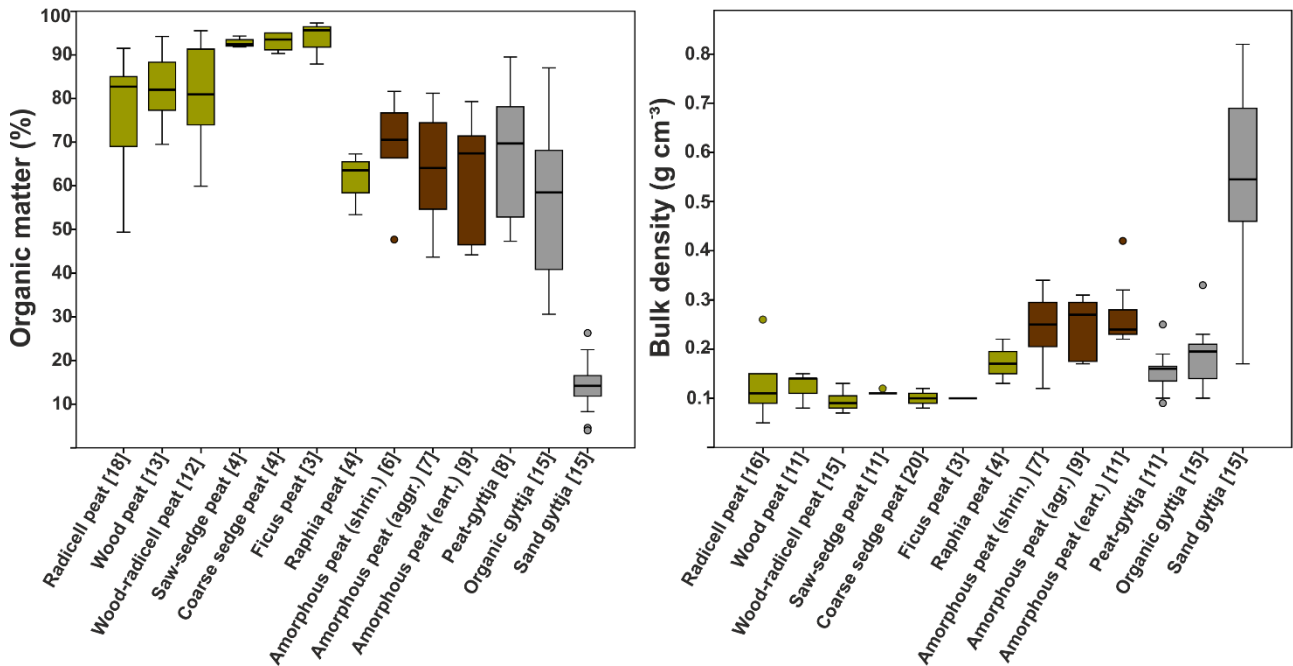 Organic matter (%)
100
90
80
70
60
50
40
30
20
10
Radicell peat [18]
Wood peat [13]
Wood-radicell peat [12]
Saw-sedge peat [4]
Coarse sedge peat [4]
Ficus peat [3]
Raphia peat [4]
Amorphous peat (shrin.) [6]
Amorphous peat (aggr.) [7]
Amorphous peat (eart.) [9]
Peat-gyttja [8]
Organic gyttja [15]
Sand gyttja [15]
Bulk density (g cm⁻³)
0.8
0.7
0.6
0.5
0.4
0.3
0.2
0.1
Radicell peat [16]
Wood peat [11]
Wood-radicell peat [15]
Saw-sedge peat [11]
Coarse sedge peat [20]
Ficus peat [3]
Raphia peat [4]
Amorphous peat (shrin.) [7]
Amorphous peat (agr.) [9]
Amorphous peat (eart.) [11]
Peat-gyttja [11]
Organic gyttja [15]
Sand gyttja [15]